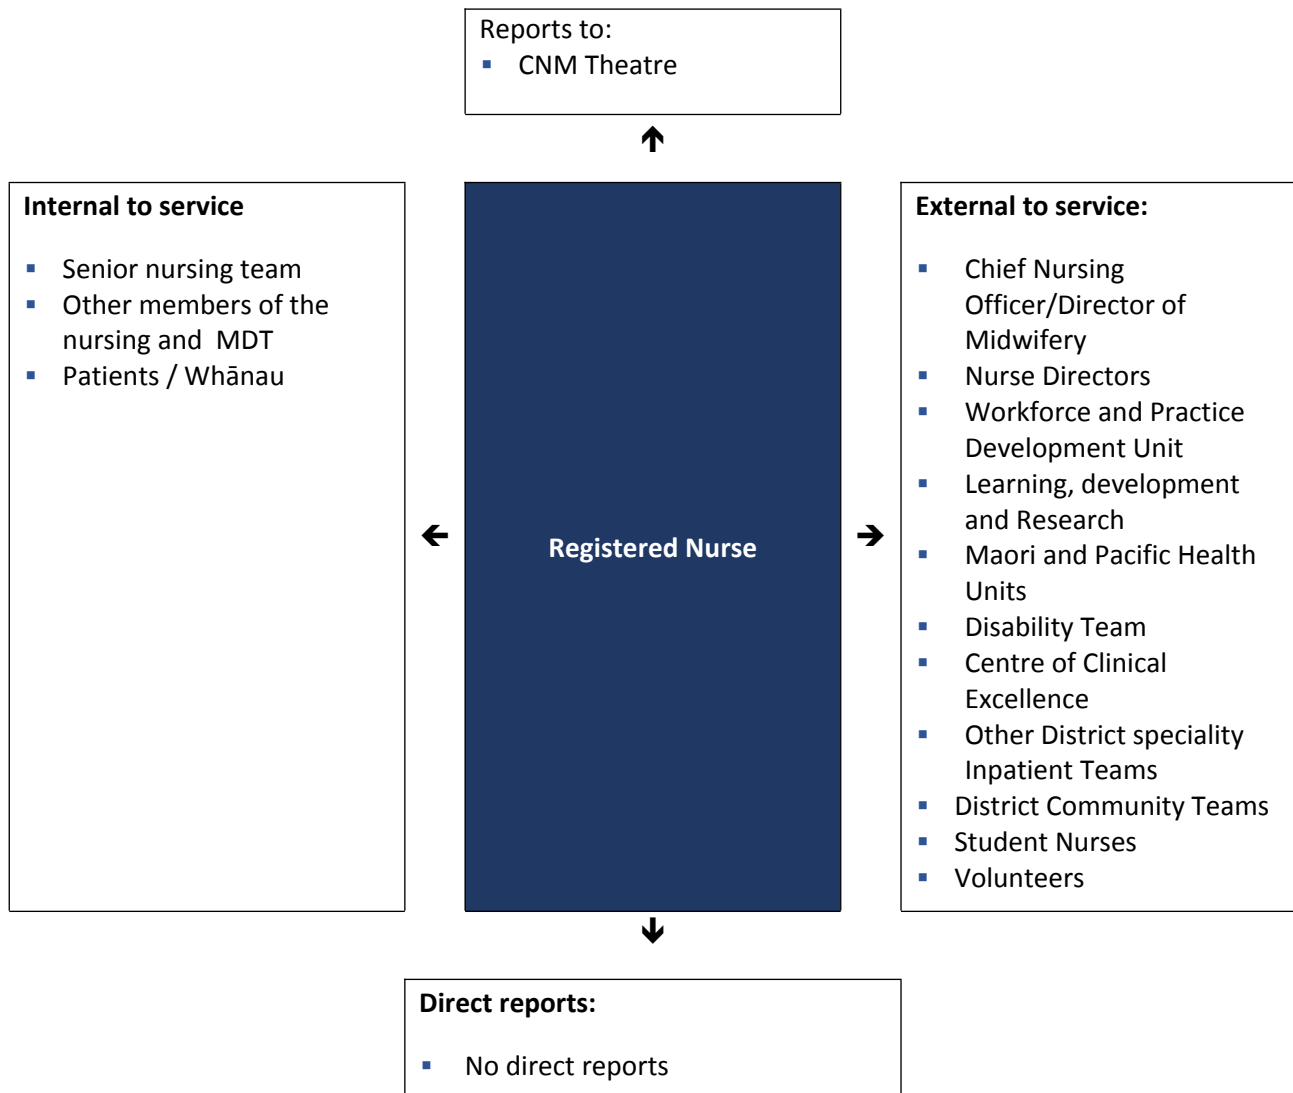 Reports to:
▪ CNM Theatre
Internal to service
▪ Senior nursing team
▪ Other members of the
nursing and MDT
▪ Patients / Whānau
Registered Nurse
External to service:
▪ Chief Nursing
Officer/Director of
Midwifery
▪ Nurse Directors
▪ Workforce and Practice
Development Unit
▪ Learning, development
and Research
▪ Maori and Pacific Health
Units
▪ Disability Team
▪ Centre of Clinical
Excellence
▪ Other District speciality
Inpatient Teams
▪ District Community Teams
▪ Student Nurses
▪ Volunteers
Direct reports:
▪ No direct reports